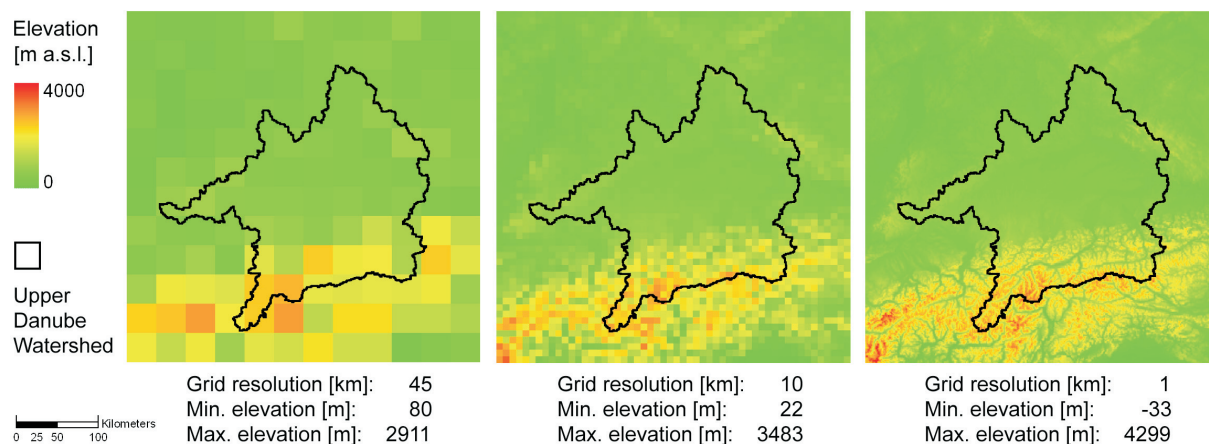 Elevation
[m a.s.l.]
4000
0
Upper
Danube
Watershed
Kilometers
0 25 50 100
Grid resolution [km]: 45
Min. elevation [m]: 80
Max. elevation [m]: 2911
Grid resolution [km]: 10
Min. elevation [m]: 22
Max. elevation [m]: 3483
Grid resolution [km]: 1
Min. elevation [m]: -33
Max. elevation [m]: 4299